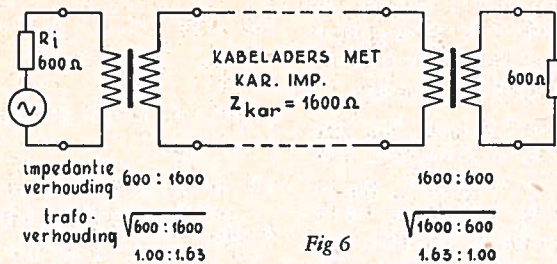 Ri
600 Ω
KABELADERS MET
KAR. IMP.
Zkar = 1600 Ω
600 Ω
impedantie
verhouding 600 : 1600
1600 : 600
trafo-
verhouding √600 : 1600
√1600 : 600
1.00 : 1.63
1.63 : 1.00
Fig 6